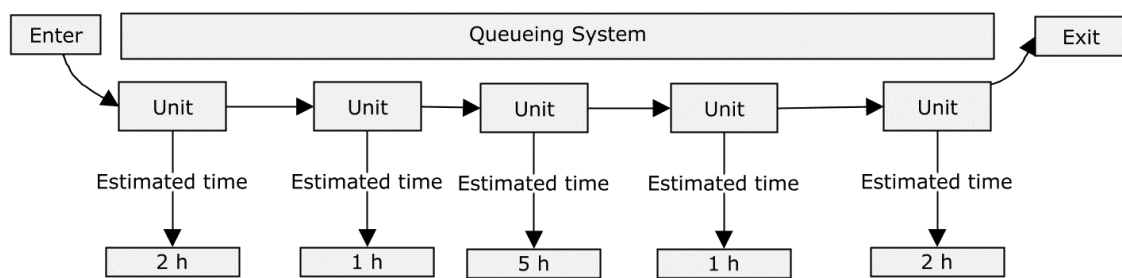 Enter
Queueing System
Exit
Unit
Unit
Unit
Unit
Unit
Estimated time
Estimated time
Estimated time
Estimated time
Estimated time
2 h
1 h
5 h
1 h
2 h